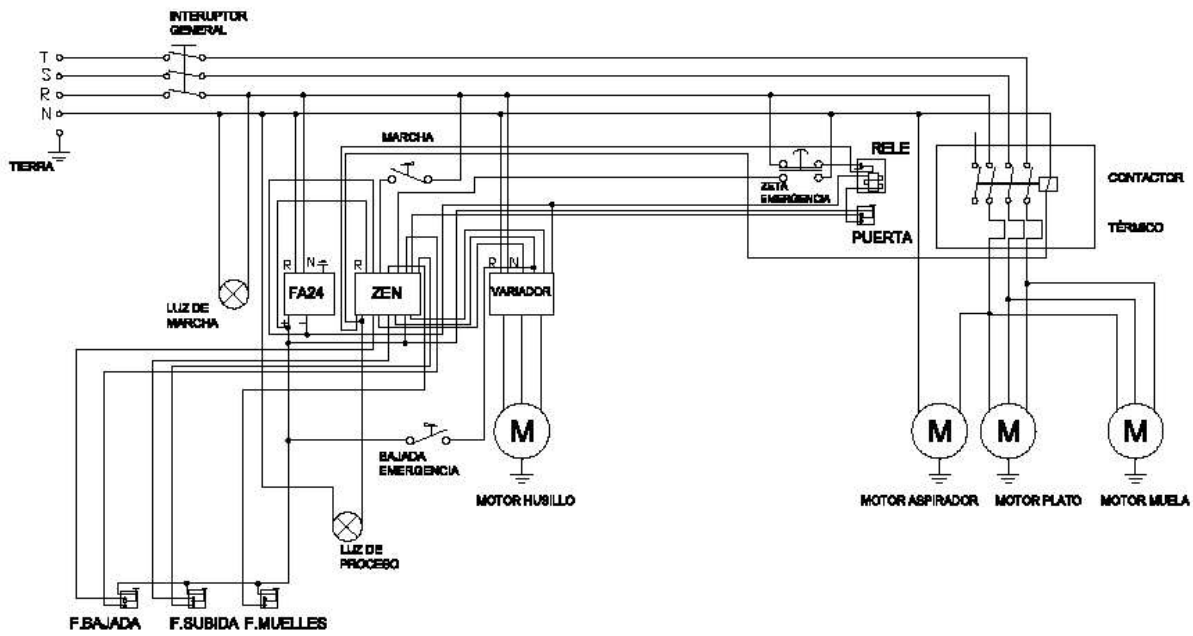 INTERUPTOR
GENERAL
T
S
R
N
TIERRA
MARCHA
RELE
ZETA
EMERGENCIA
CONTACTOR
PUERTA
TÉRMICO
R N
R
R N
FA24
ZEN
VARIADOR
+ -
LUZ DE
MARCHA
M
M
M
M
BAJADA
EMERGENCIA
MOTOR HUSILLO
MOTOR ASPIRADOR
MOTOR PLATO
MOTOR MUELA
LUZ DE
PROCESO
F.BAJADA
F.SUBIDA
F.MUELLES